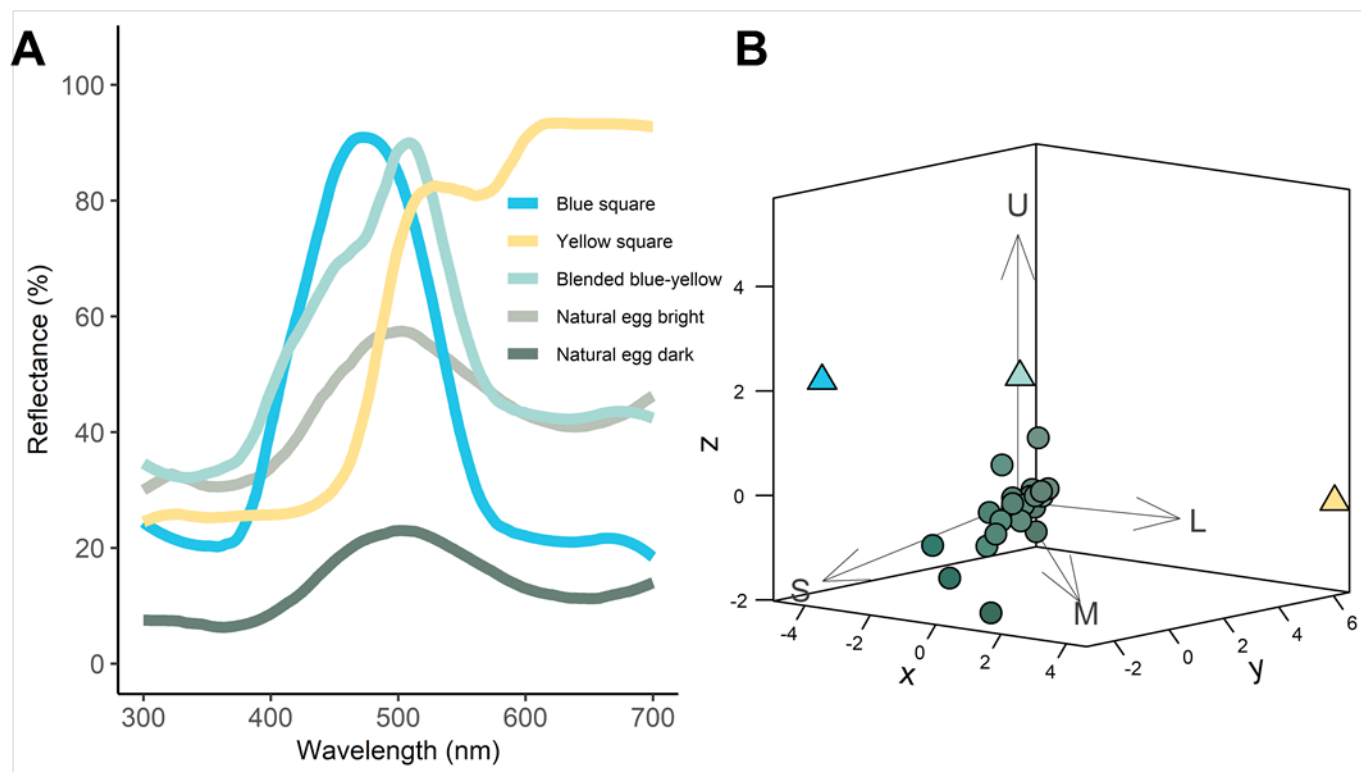 A
B
100
80
60
40
20
0
Reflectance (%)
300 400 500 600 700
Wavelength (nm)
Blue square
Yellow square
Blended blue-yellow
Natural egg bright
Natural egg dark
U
L
S
M
4
2
0
-2
z
-4 -2 0 2 4
x
-2 0 2 4 6
y